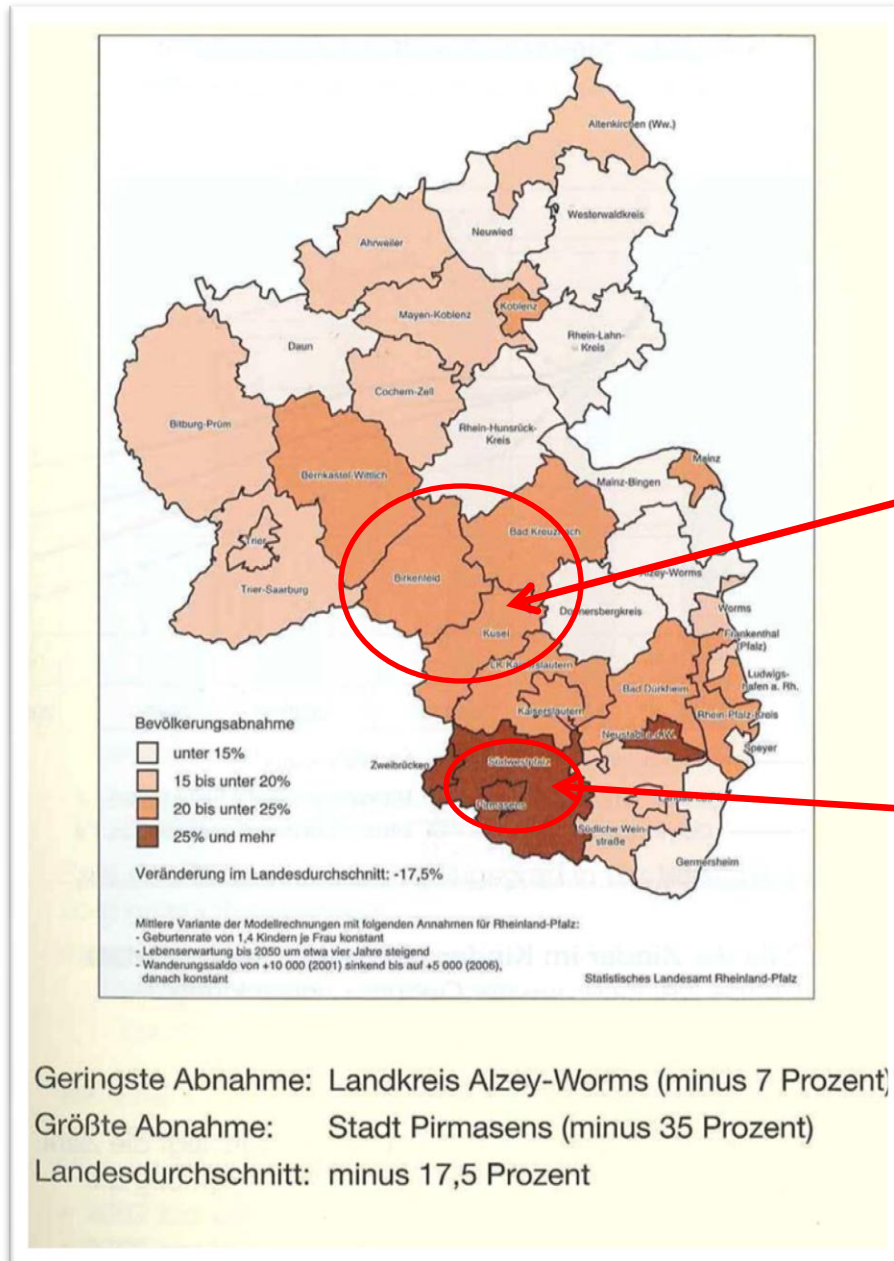 Altenkirchen (Ww.)
Neuwied
Westerwaldkreis
Ahrweiler
Mayen-Koblenz
Koblenz
Daun
Rhein-Lahn-
Kreis
Cochem-Zell
Bitburg-Prüm
Rhein-Hunsrück-
Kreis
Bernkastel-Wittlich
Mainz
Mainz-Bingen
Bad Kreuznach
Trier
Birkenfeld
Alzey-Worms
Trier-Saarburg
Donnersbergkreis
Worms
Kusel
Frankenthal
(Pfalz)
LK Kaiserslautern
Ludwigs-
hafen a. Rh.
Bad Dürkheim
Kaiserslautern
Rhein-Pfalz-Kreis
Neustadt a.d.W.
Speyer
Zweibrücken
Südwestpfalz
Pirmasens
Südliche Wein-
straße
Germersheim
Bevölkerungsabnahme
unter 15%
15 bis unter 20%
20 bis unter 25%
25% und mehr
Veränderung im Landesdurchschnitt: -17,5%
Mittlere Variante der Modellrechnungen mit folgenden Annahmen für Rheinland-Pfalz:
- Geburtenrate von 1,4 Kindern je Frau konstant
- Lebenserwartung bis 2050 um etwa vier Jahre steigend
- Wanderungssaldo von +10 000 (2001) sinkend bis auf +5 000 (2006),
danach konstant
Statistisches Landesamt Rheinland-Pfalz
Geringste Abnahme: Landkreis Alzey-Worms (minus 7 Prozent)
Größte Abnahme: Stadt Pirmasens (minus 35 Prozent)
Landesdurchschnitt: minus 17,5 Prozent